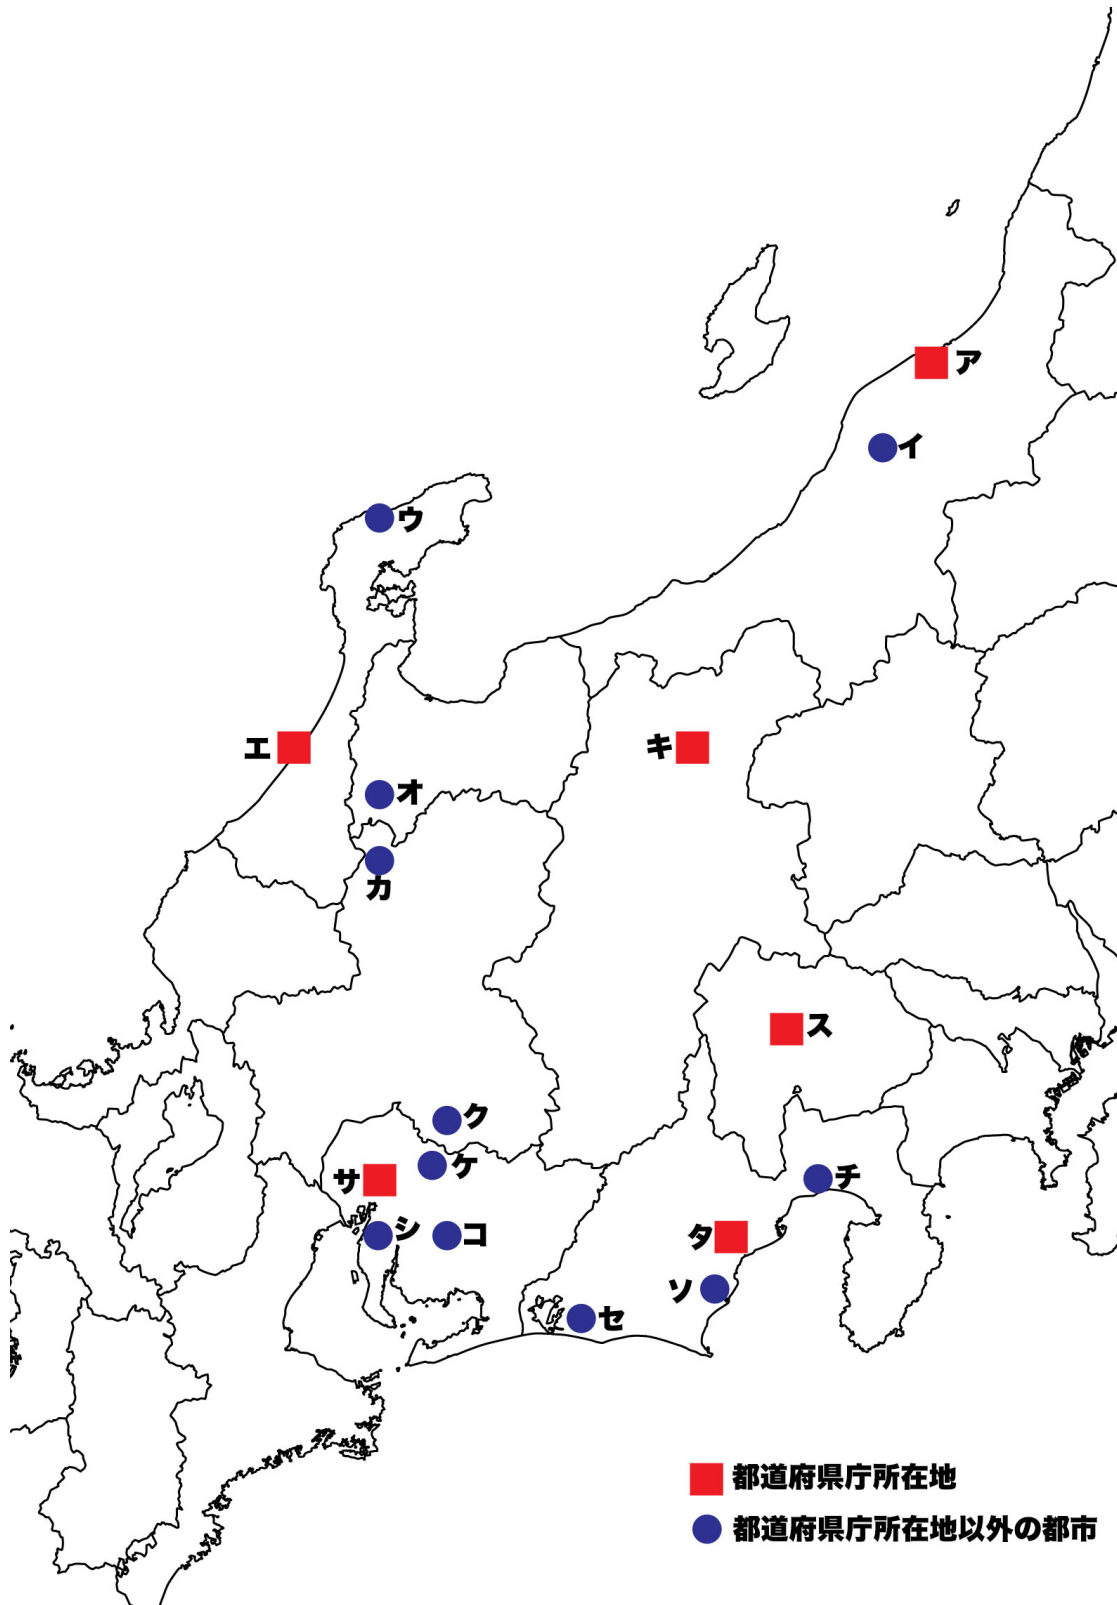 ア
イ
ウ
エ
キ
オ
カ
ス
ク
ケ
サ
チ
シ
コ
タ
ソ
セ
都道府県庁所在地
都道府県庁所在地以外の都市